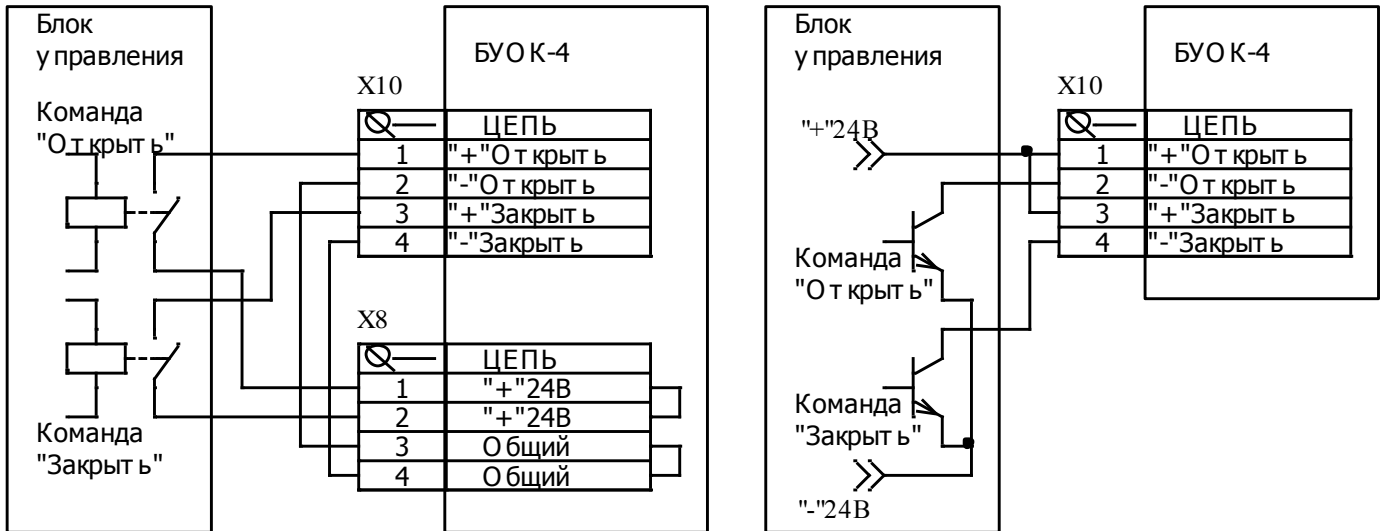 Блок
управления
БУОК-4
X10
Команда
"Открыть"
ЦЕПЬ
1 "+"Открыть
2 "-"Открыть
3 "+"Закрыть
4 "-"Закрыть
X8
ЦЕПЬ
1 "+"24В
2 "+"24В
3 Общий
4 Общий
Команда
"Закрыть"
Блок
управления
БУОК-4
X10
"+"24В
ЦЕПЬ
1 "+"Открыть
2 "-"Открыть
3 "+"Закрыть
4 "-"Закрыть
Команда
"Открыть"
Команда
"Закрыть"
"-"24В